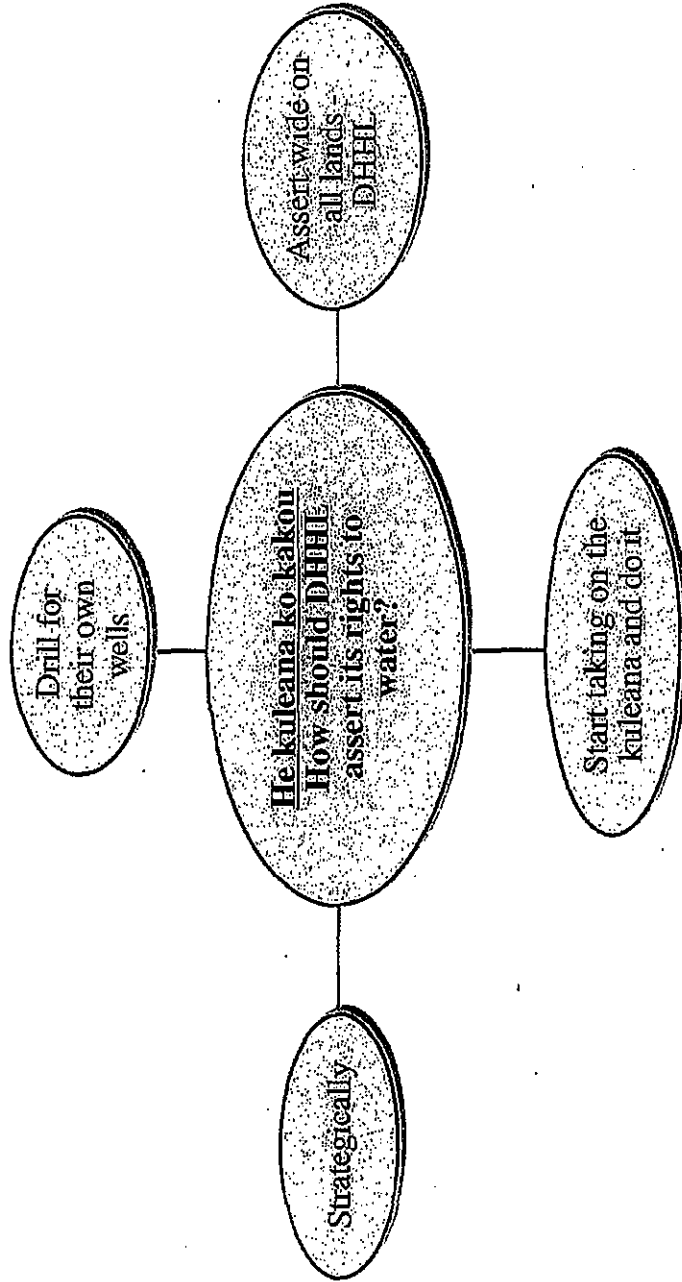 Drill for
their own
wells
Strategically
He kuleana ko kakou
How should DHHL
assert its rights to
water?
Assert wide on
all lands -
DHHL
Start taking on the
kuleana and do it